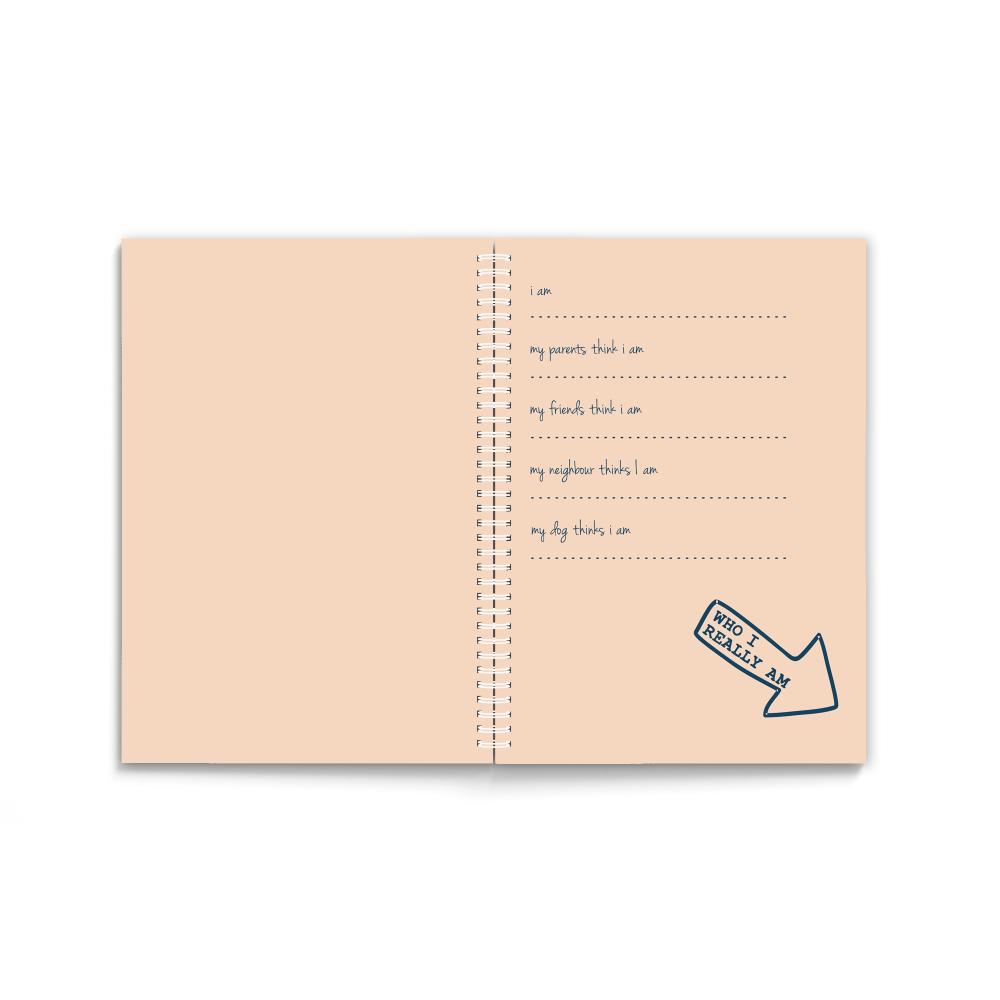 i am
my parents think i am
my friends think i am
my neighbour thinks I am
my dog thinks i am
WHO I
REALLY AM